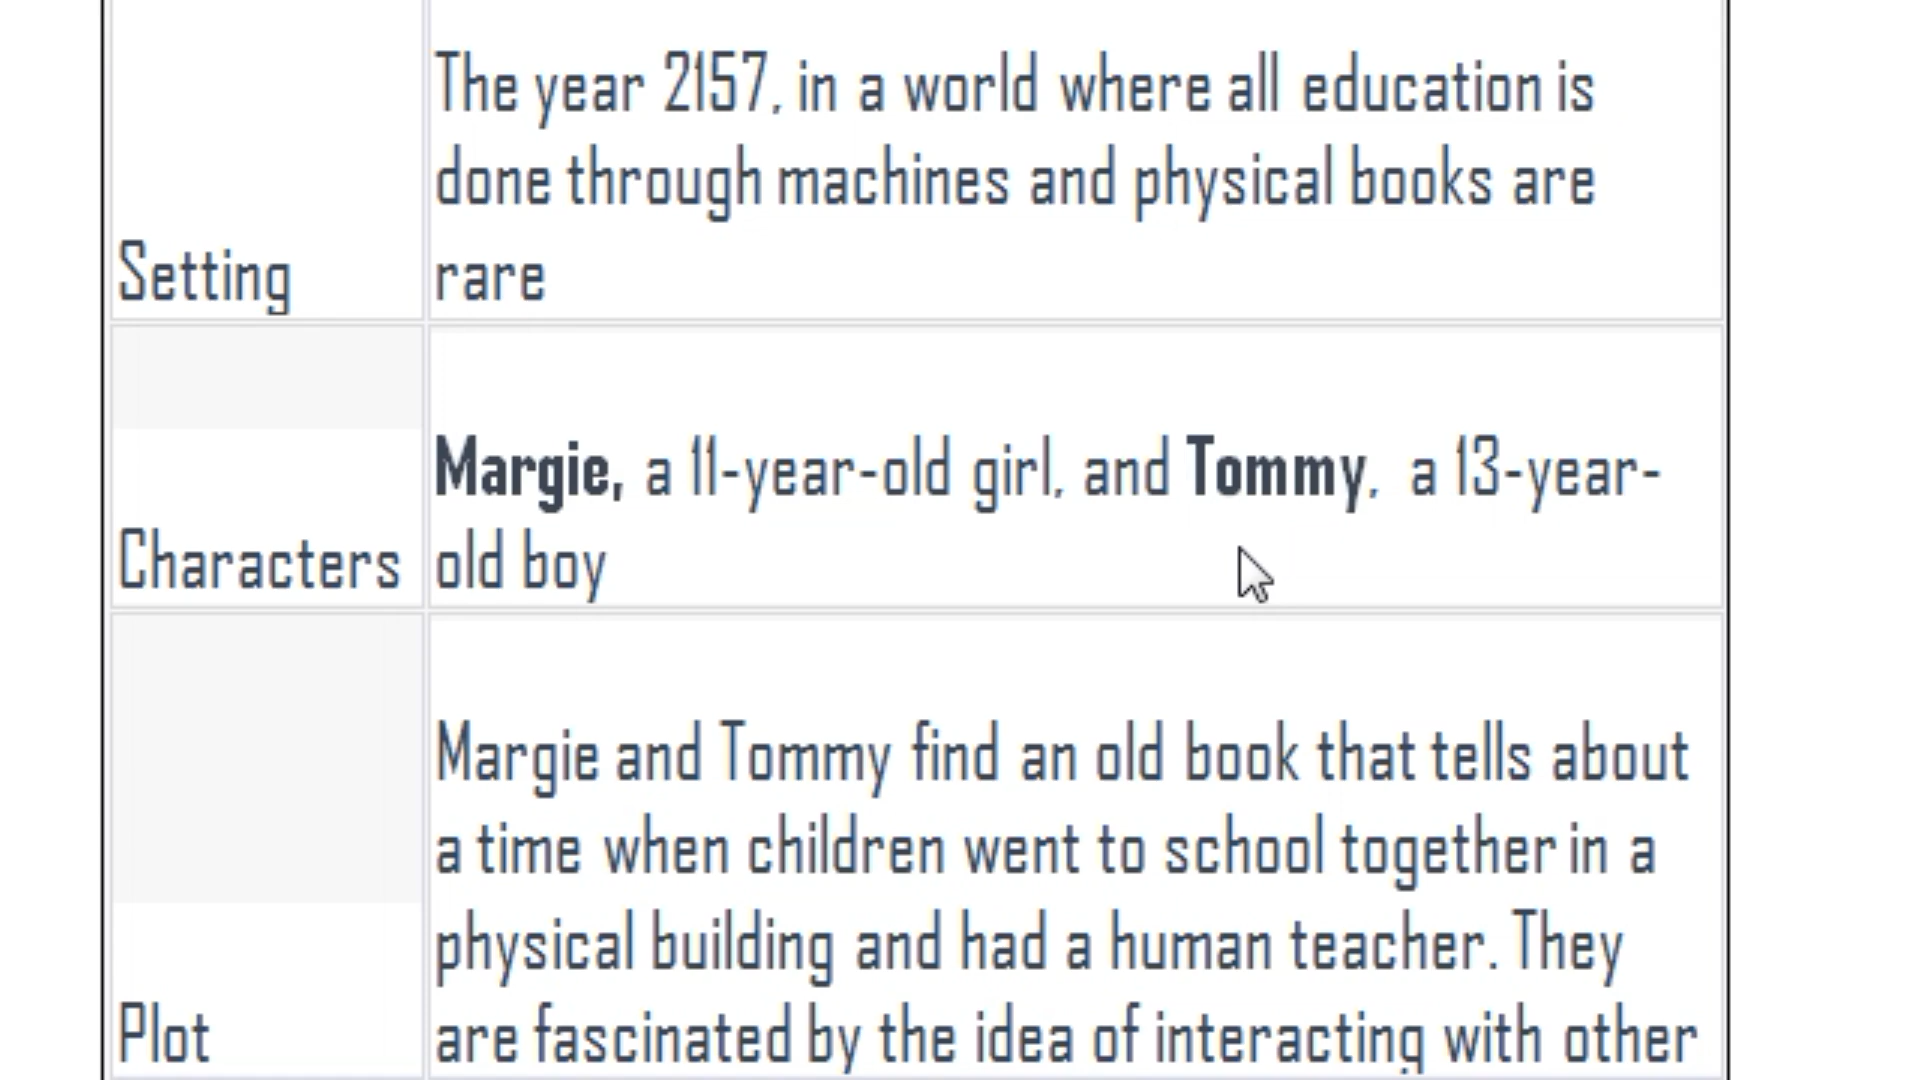 The year 2157, in a world where all education is
done through machines and physical books are
rare
Setting
Margie, a 11-year-old girl, and Tommy, a 13-year-
old boy
Characters
Margie and Tommy find an old book that tells about
a time when children went to school together in a
physical building and had a human teacher. They
are fascinated by the idea of interacting with other
Plot